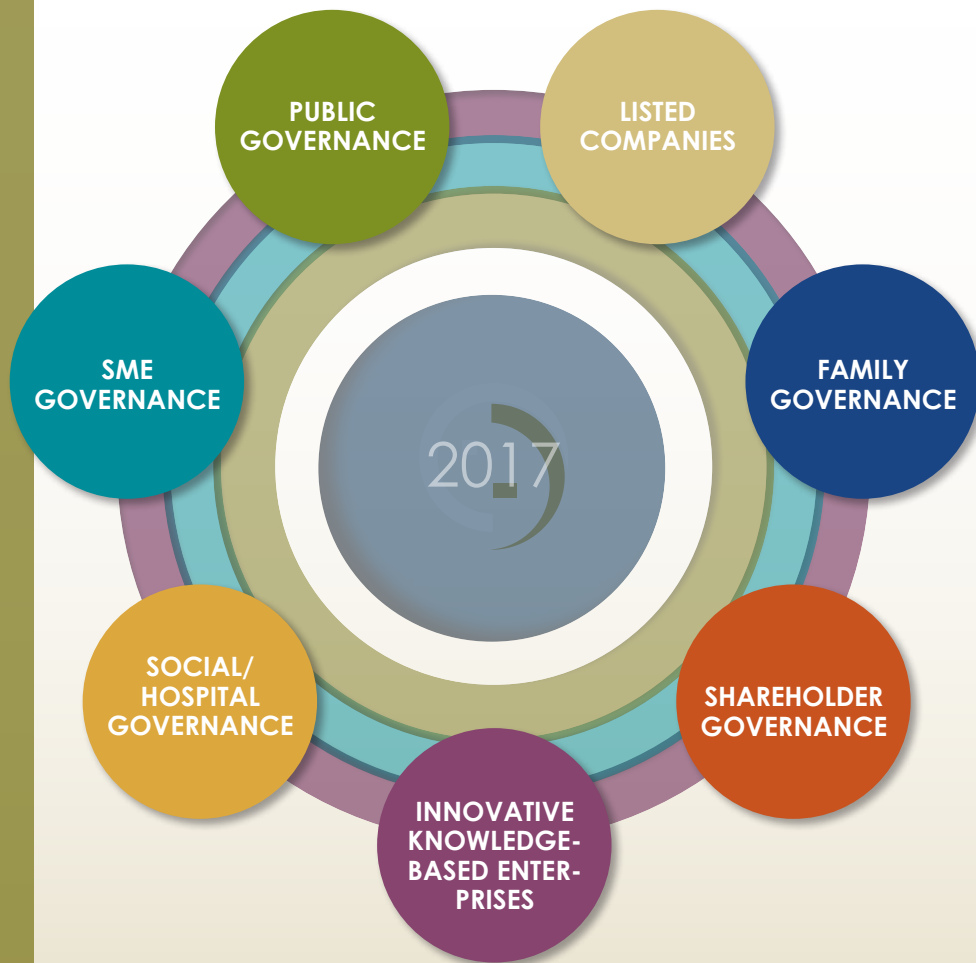 PUBLIC
GOVERNANCE
LISTED
COMPANIES
FAMILY
GOVERNANCE
SHAREHOLDER
GOVERNANCE
INNOVATIVE
KNOWLEDGE-
BASED ENTER-
PRISES
SOCIAL/
HOSPITAL
GOVERNANCE
SME
GOVERNANCE
2017